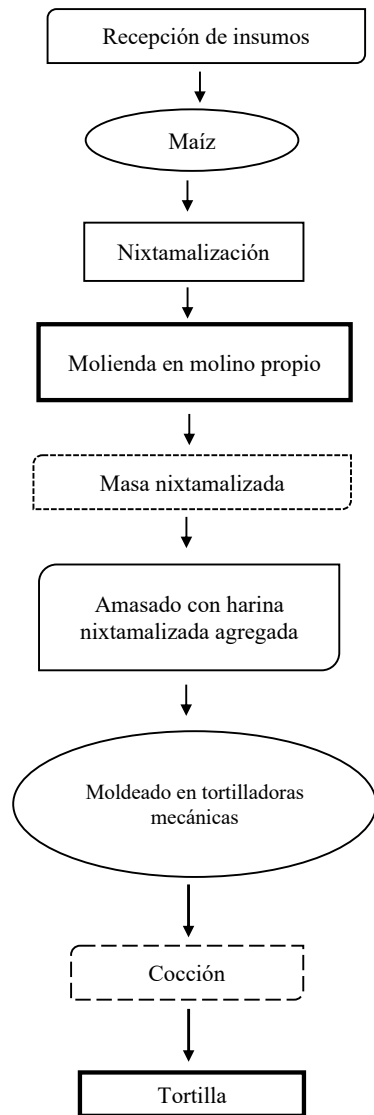 Recepción de insumos
Maíz
Nixtamalización
Molienda en molino propio
Masa nixtamalizada
Amasado con harina
nixtamalizada agregada
Moldeado en tortilladoras
mecánicas
Cocción
Tortilla